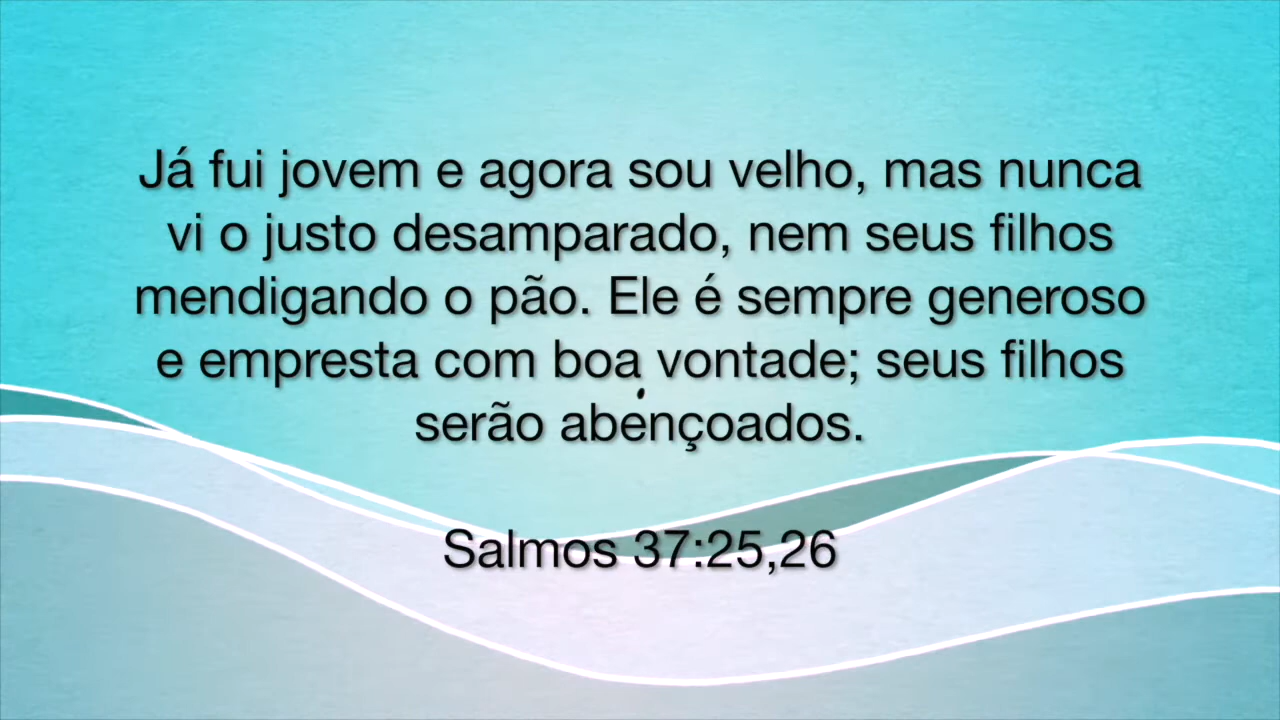 Já fui jovem e agora sou velho, mas nunca
vi o justo desamparado, nem seus filhos
mendigando o pão. Ele é sempre generoso
e empresta com boa vontade; seus filhos
serão abençoados.
Salmos 37:25,26